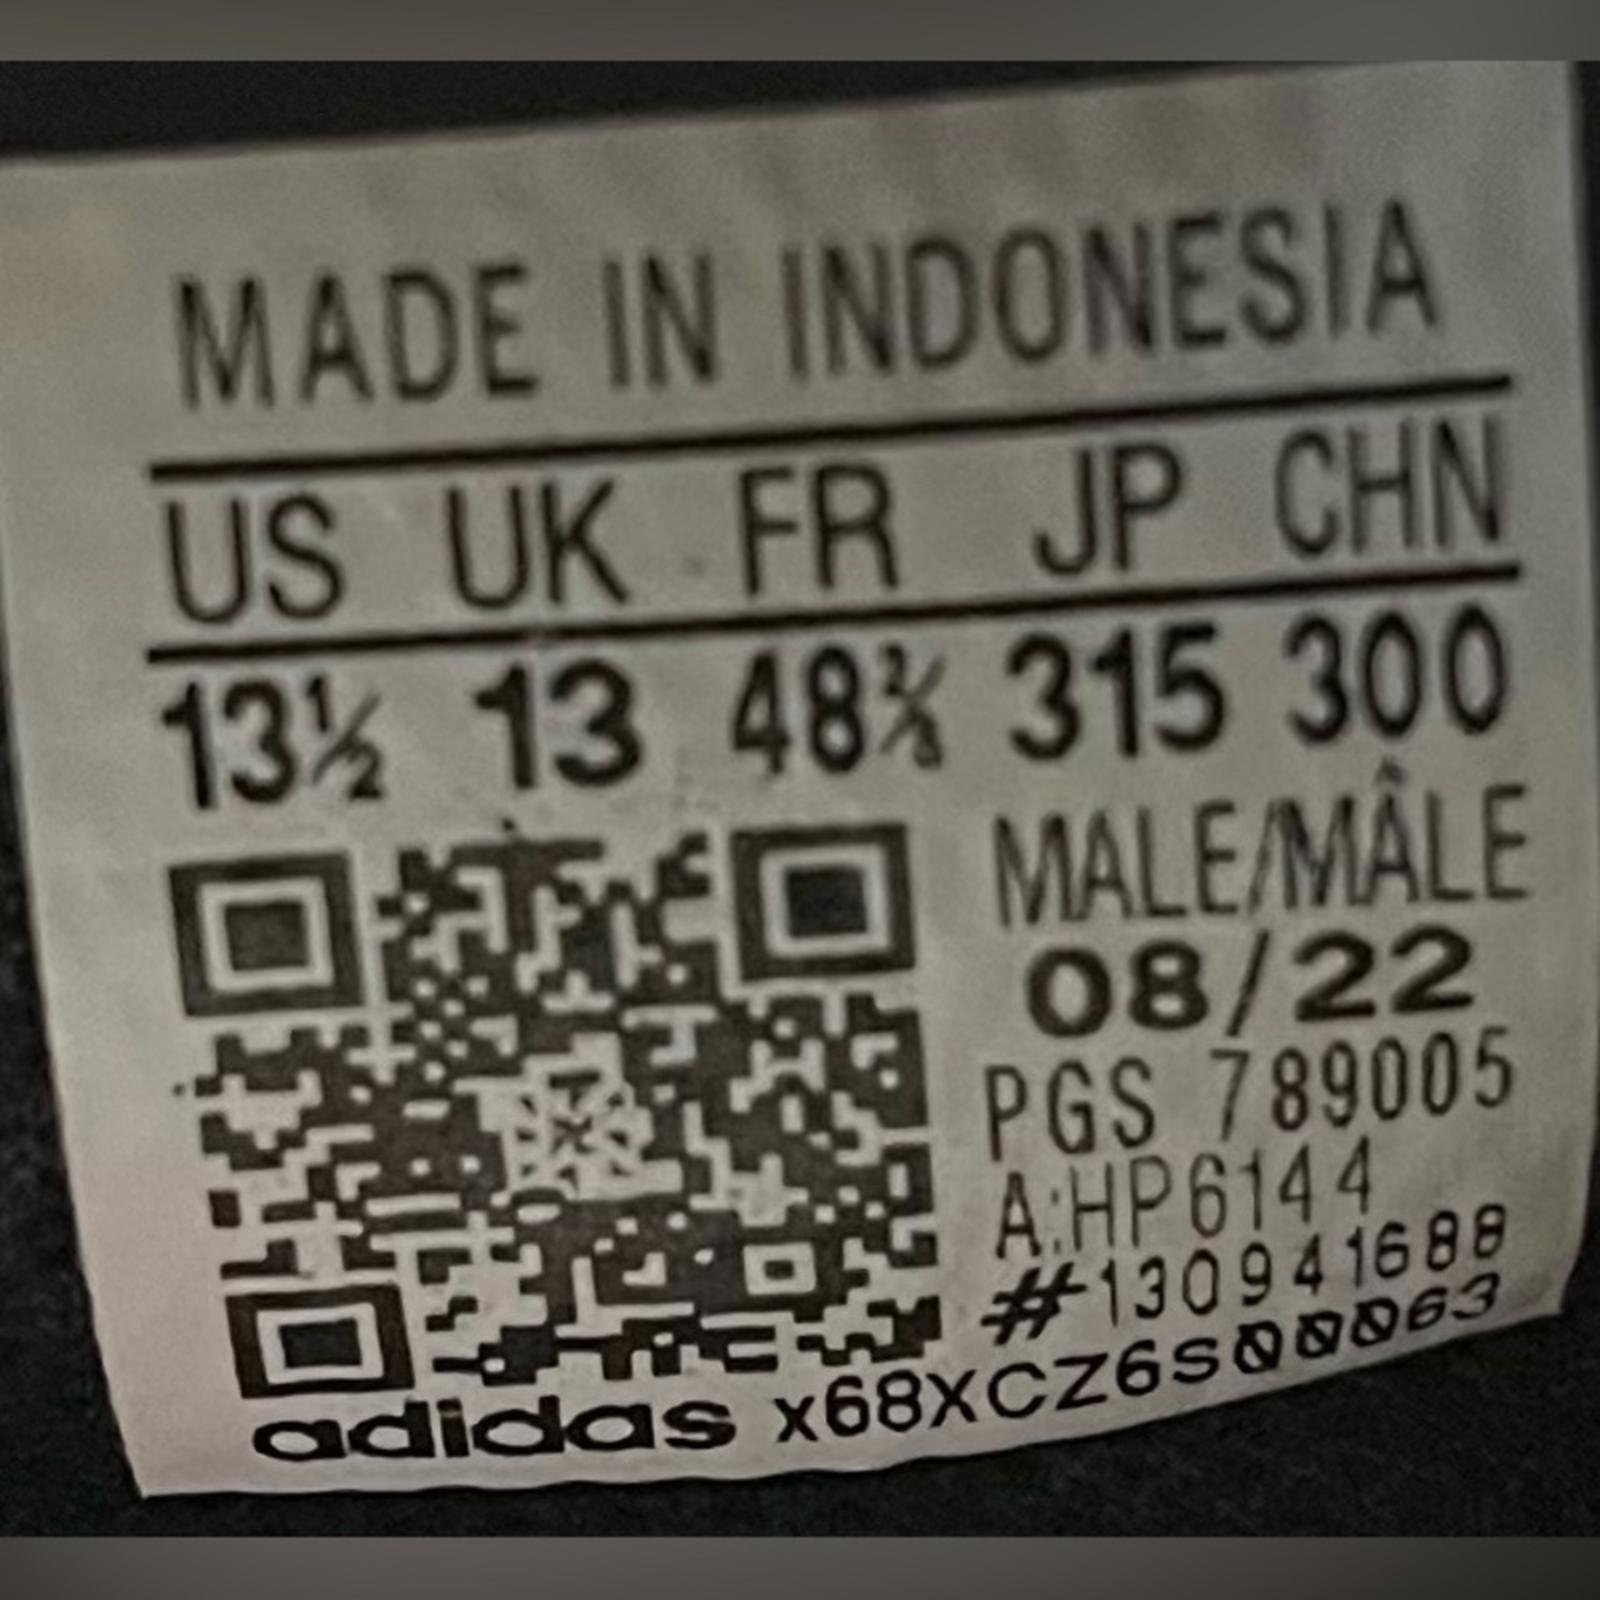 MADE IN INDONESIA
US UK FR JP CHN
13½ 13 48⅔ 315 300
MALE/MÂLE
08/22
PGS 789005
A:HP6144
#130941688
adidas x68XCZ6S00063